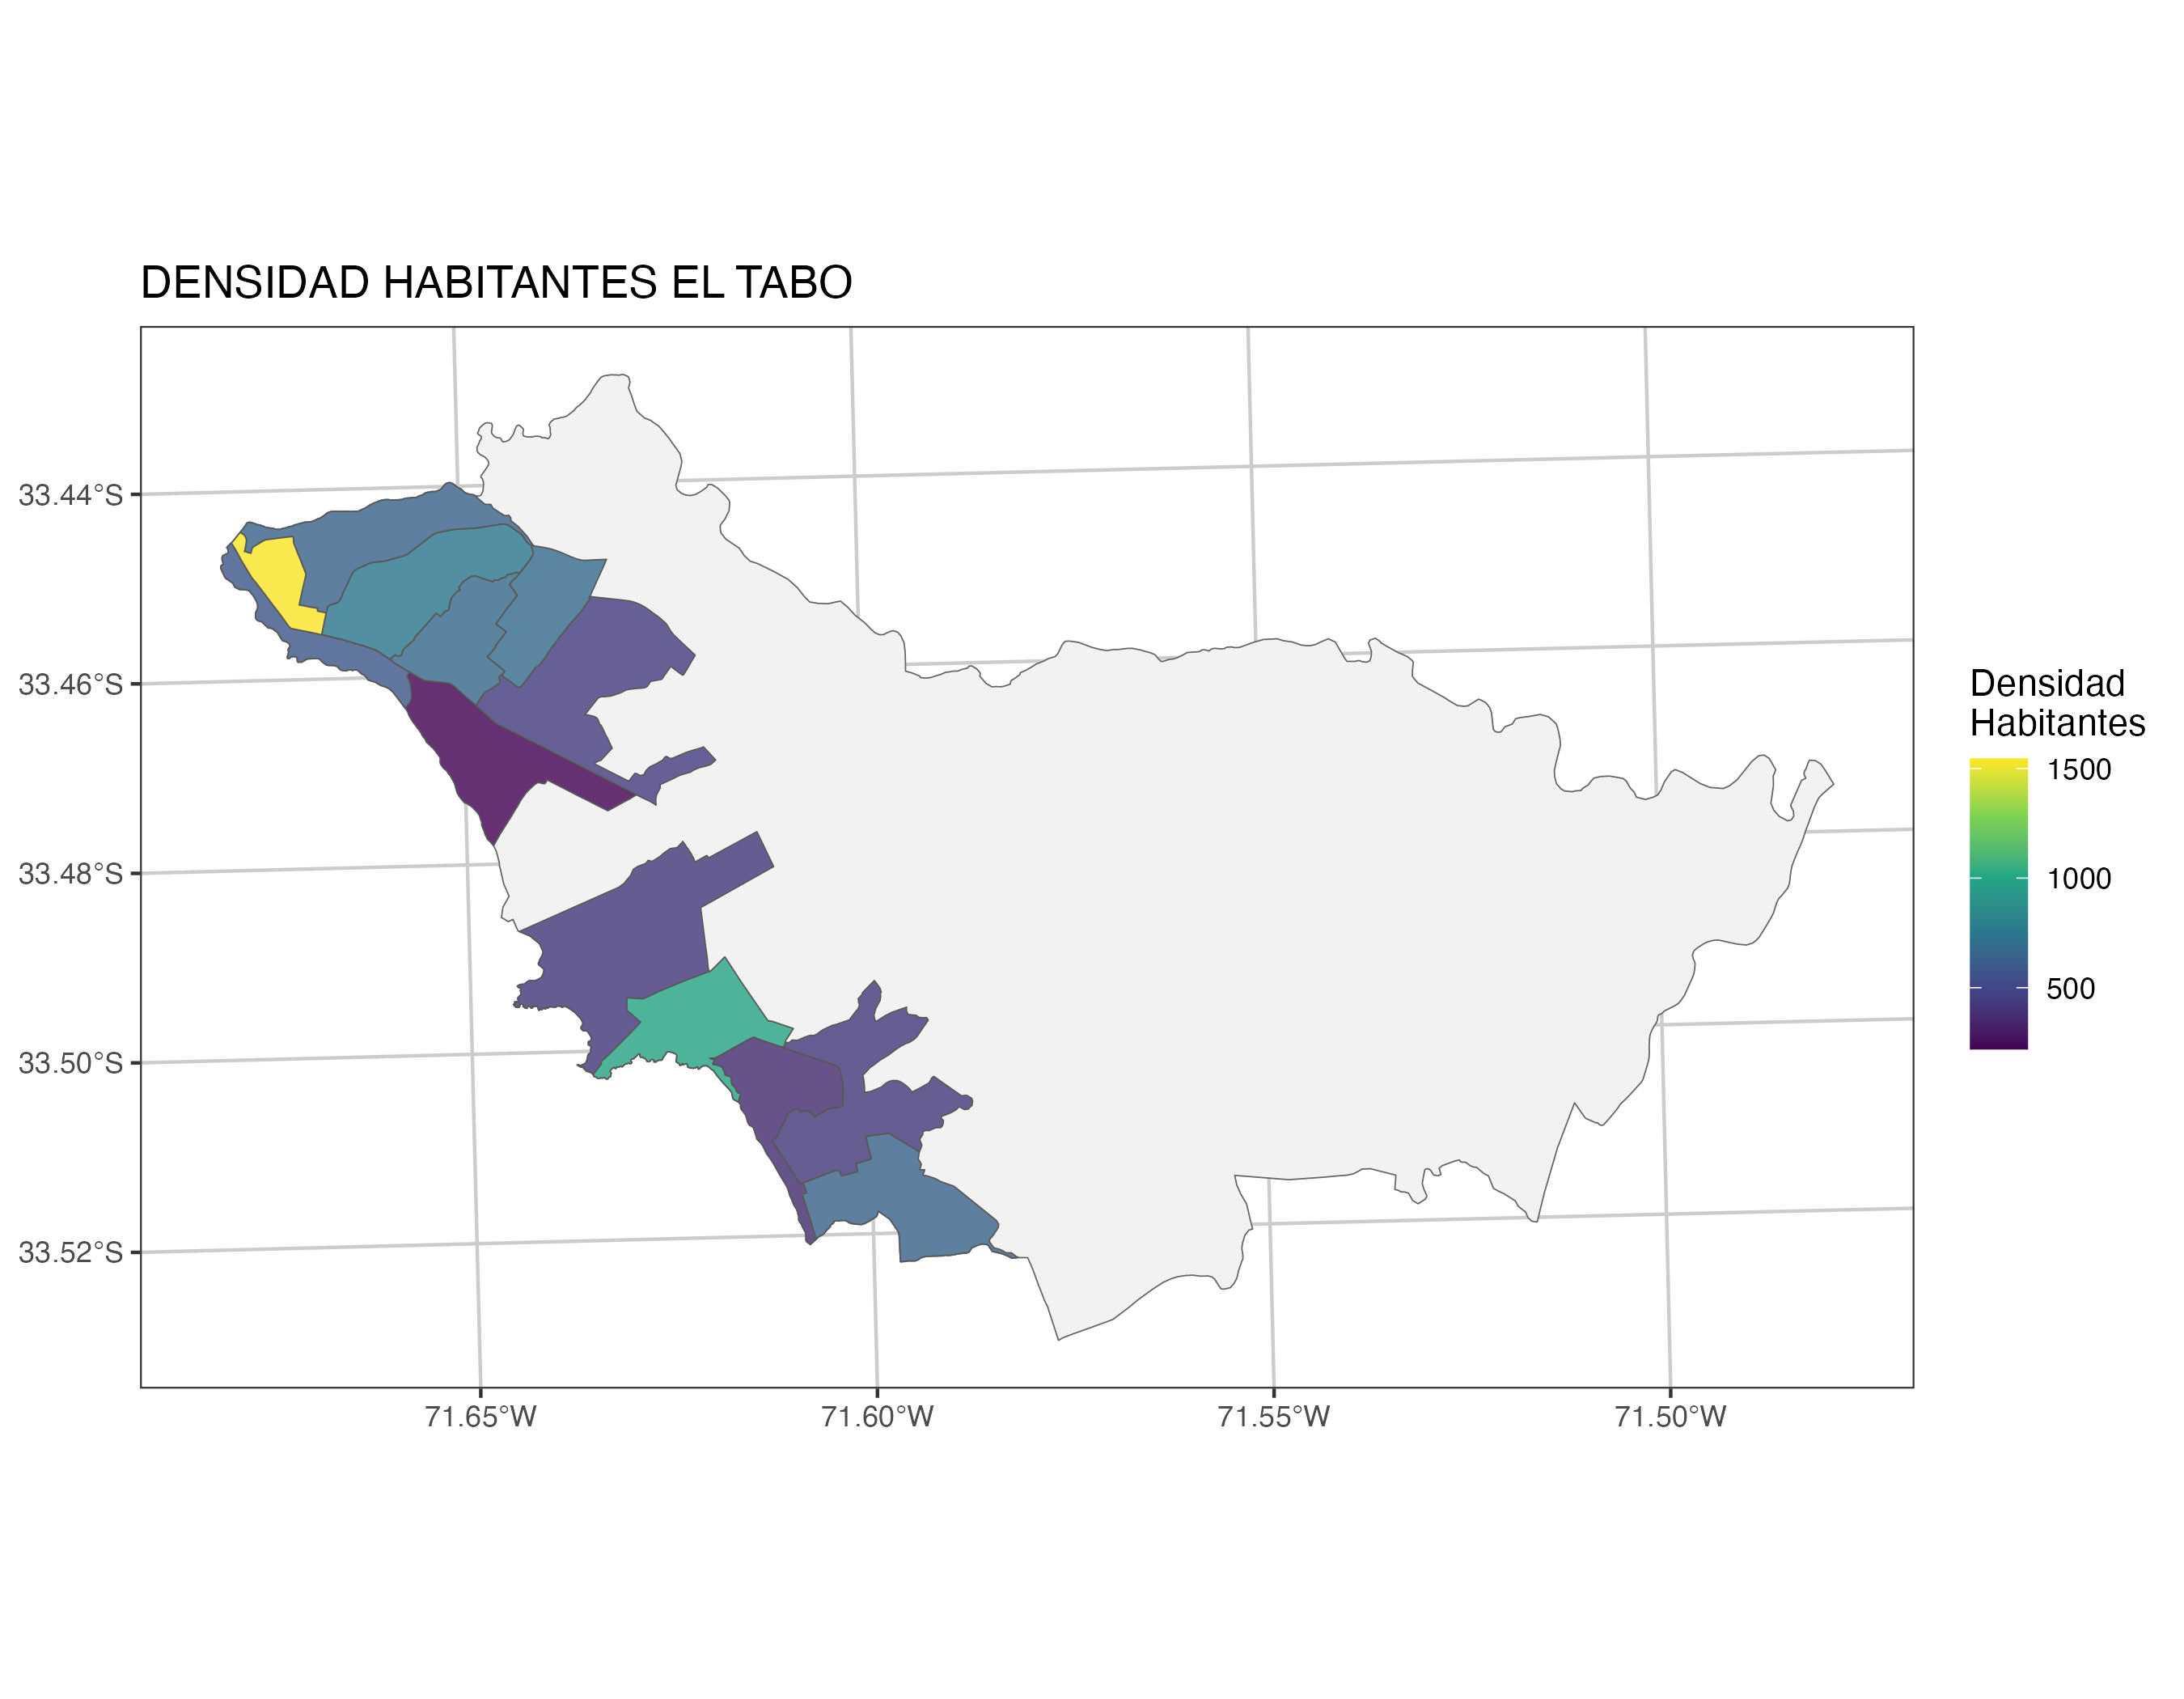 DENSIDAD HABITANTES EL TABO
33.44°S
33.46°S
33.48°S
33.50°S
33.52°S
71.65°W
71.60°W
71.55°W
71.50°W
Densidad
Habitantes
1500
1000
500